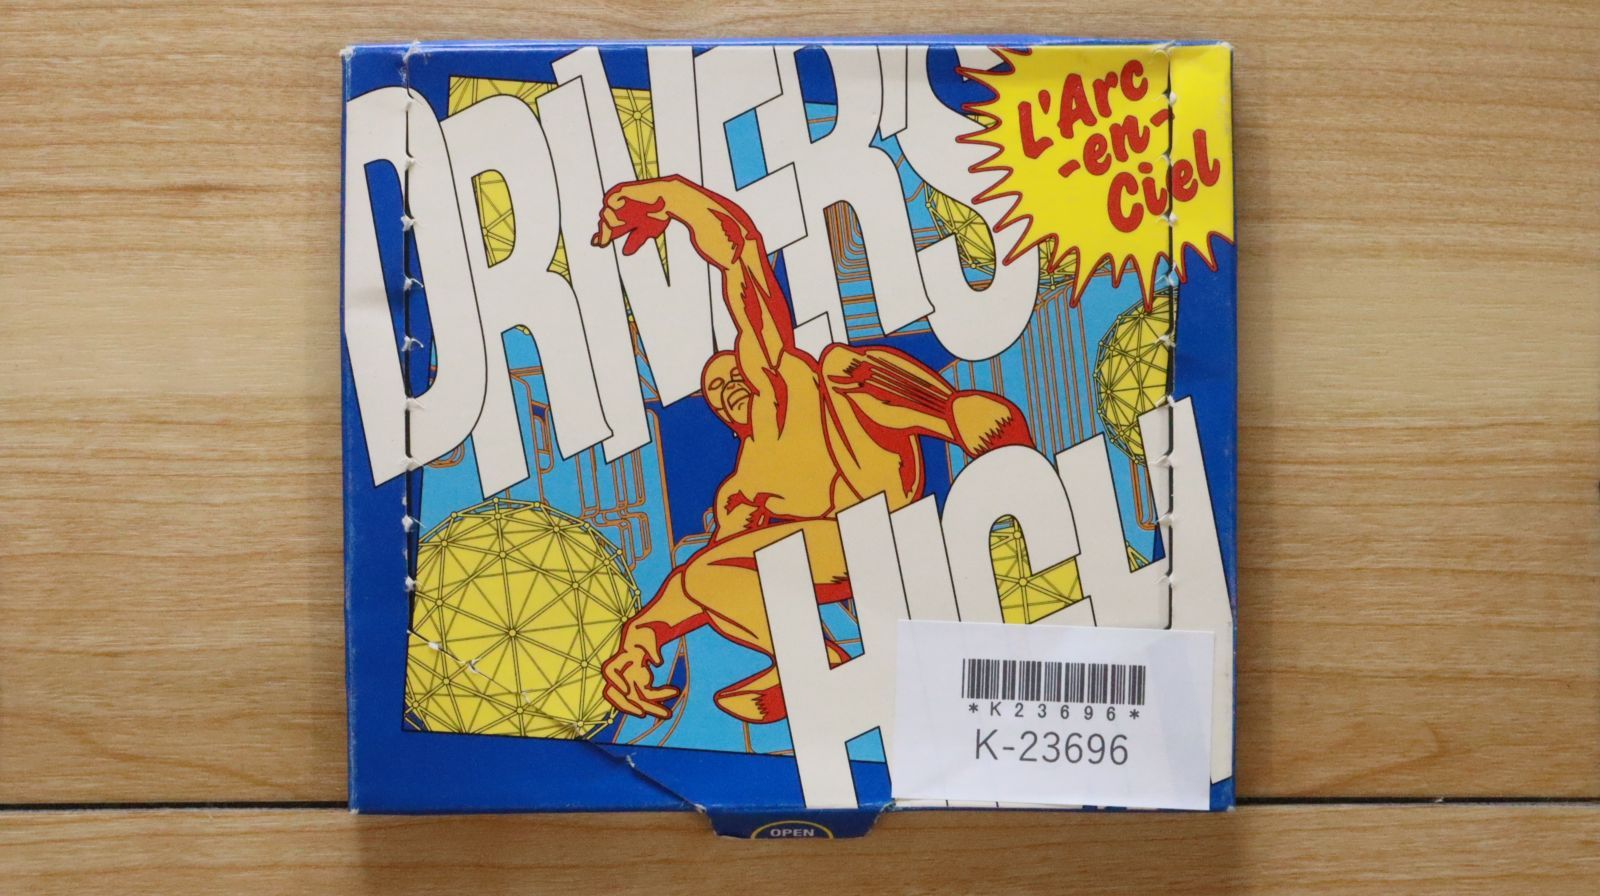 DRIVER'S
HIGH
L'Arc
-en-
Ciel
*K23696*
K-23696
OPEN